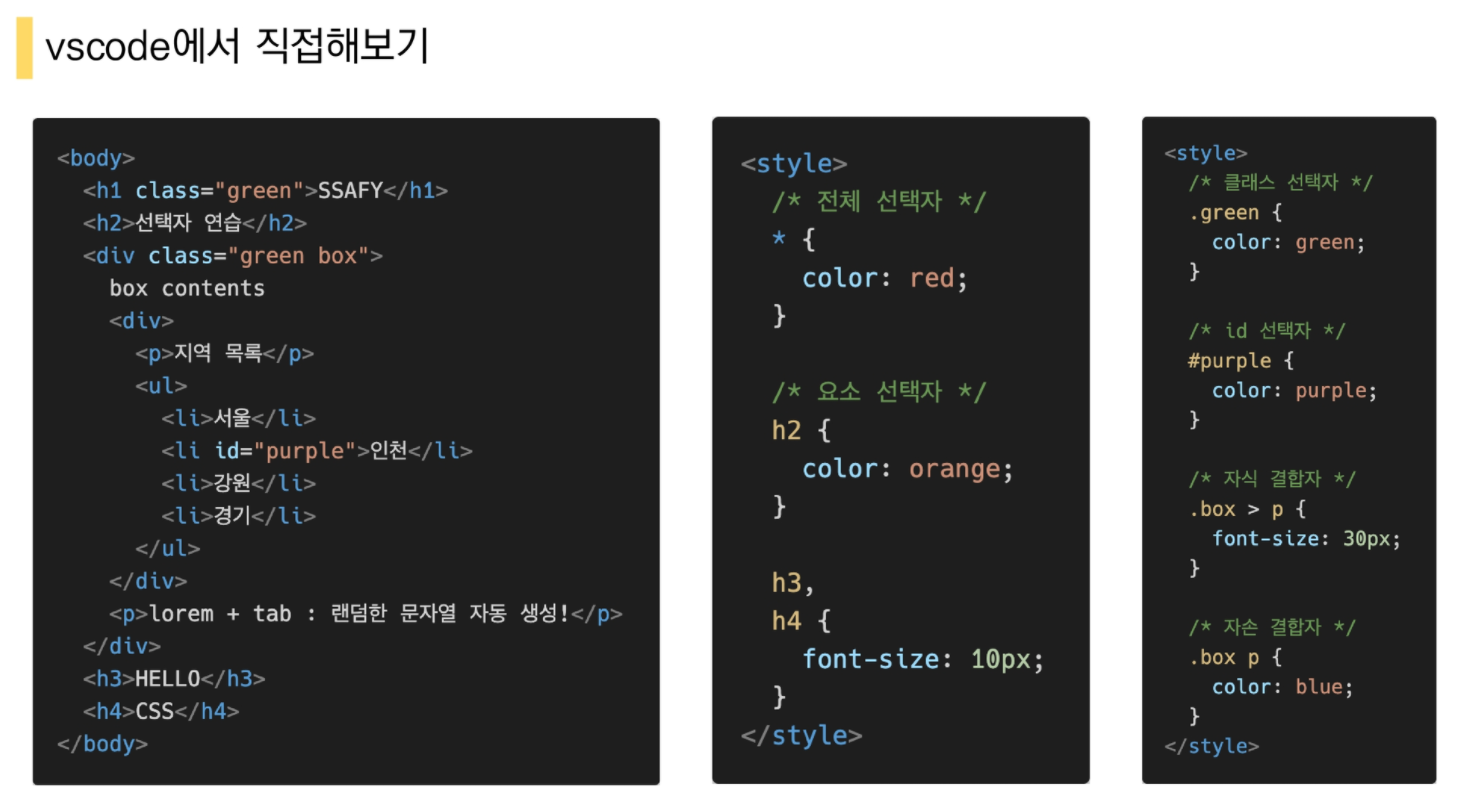 vscode에서 직접해보기
<body>
<h1 class="green">SSAFY</h1>
<h2>선택자 연습</h2>
<div class="green box">
box contents
<div>
<p>지역 목록</p>
<ul>
<li>서울</li>
<li id="purple">인천</li>
<li>강원</li>
<li>경기</li>
</ul>
</div>
<p>lorem + tab : 랜덤한 문자열 자동 생성!</p>
</div>
<h3>HELLO</h3>
<h4>CSS</h4>
</body>
<style>
/* 전체 선택자 */
* {
color: red;
}
/* 요소 선택자 */
h2 {
color: orange;
}
h3,
h4 {
font-size: 10px;
}
</style>
<style>
/* 클래스 선택자 */
.green {
color: green;
}
/* id 선택자 */
#purple {
color: purple;
}
/* 자식 결합자 */
.box > p {
font-size: 30px;
}
/* 자손 결합자 */
.box p {
color: blue;
}
</style>